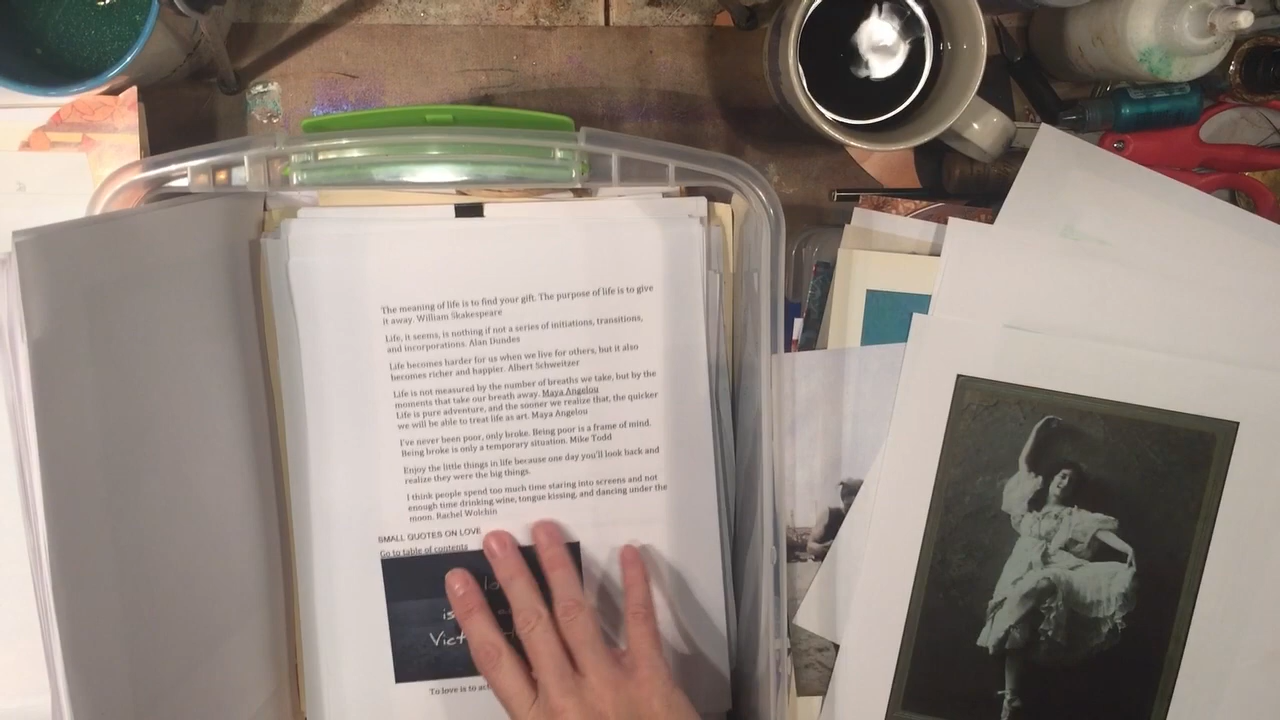 The meaning of life is to find your gift. The purpose of life is to give
it away. William Skakespeare
Life, it seems, is nothing if not a series of initiations, transitions,
and incorporations. Alan Dundes
Life becomes harder for us when we live for others, but it also
becomes richer and happier. Albert Schweitzer
Life is not measured by the number of breaths we take, but by the
moments that take our breath away. Maya Angelou
Life is pure adventure, and the sooner we realize that, the quicker
we will be able to treat life as art. Maya Angelou
I've never been poor, only broke. Being poor is a frame of mind.
Being broke is only a temporary situation. Mike Todd
Enjoy the little things in life because one day you'll look back and
realize they were the big things.
I think people spend too much time staring into screens and not
enough time drinking wine, tongue kissing, and dancing under the
moon. Rachel Wolchin
SMALL QUOTES ON LOVE
Go to table of contents
is
To love is to